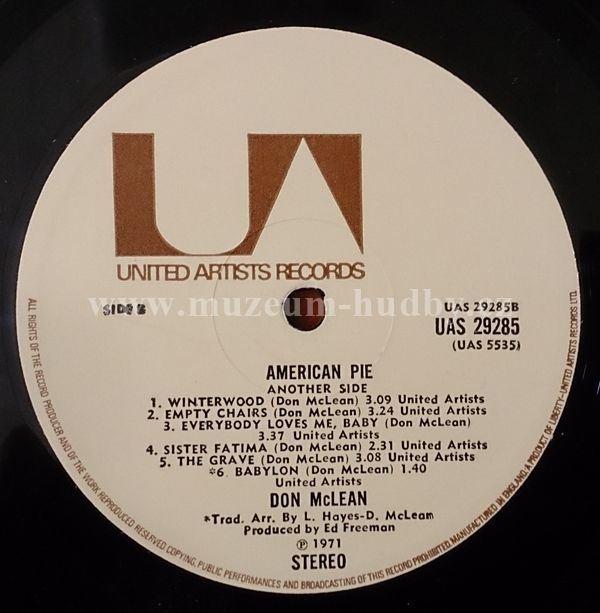 UA
UNITED ARTISTS RECORDS
www.muzeum-hudby.cz
SIDE 2
UAS 29285B
UAS 29285
(UAS 5535)
AMERICAN PIE
ANOTHER SIDE
1. WINTERWOOD (Don McLean) 3.09 United Artists
2. EMPTY CHAIRS (Don McLean) 3.24 United Artists
3. EVERYBODY LOVES ME, BABY (Don McLean)
3.37 United Artists
4. SISTER FATIMA (Don McLean) 2.31 United Artists
5. THE GRAVE (Don McLean) 3.08 United Artists
*6. BABYLON (Don McLean) 1.40
United Artists
DON McLEAN
*Trad. Arr. By L. Hayes-D. McLeam
Produced by Ed Freeman
℗ 1971
STEREO
ALL RIGHTS OF THE RECORD PRODUCER AND OF THE WORK REPRODUCED RESERVED. COPYING, PUBLIC PERFORMANCES AND BROADCASTING OF THIS RECORD PROHIBITED. MANUFACTURED IN ENGLAND. A PRODUCT OF LIBERTY-UNITED ARTISTS RECORDS LTD.